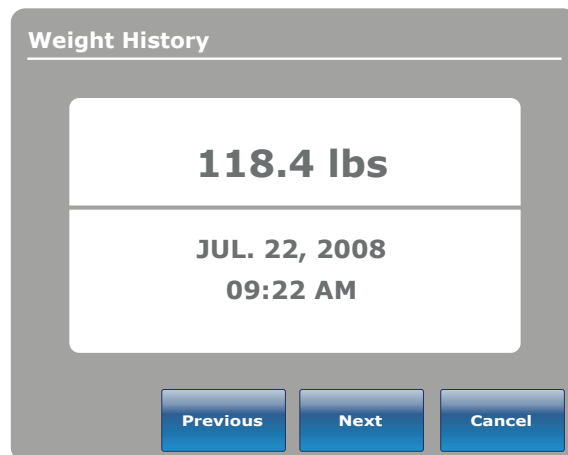 Weight History
118.4 lbs
JUL. 22, 2008
09:22 AM
Previous Next Cancel